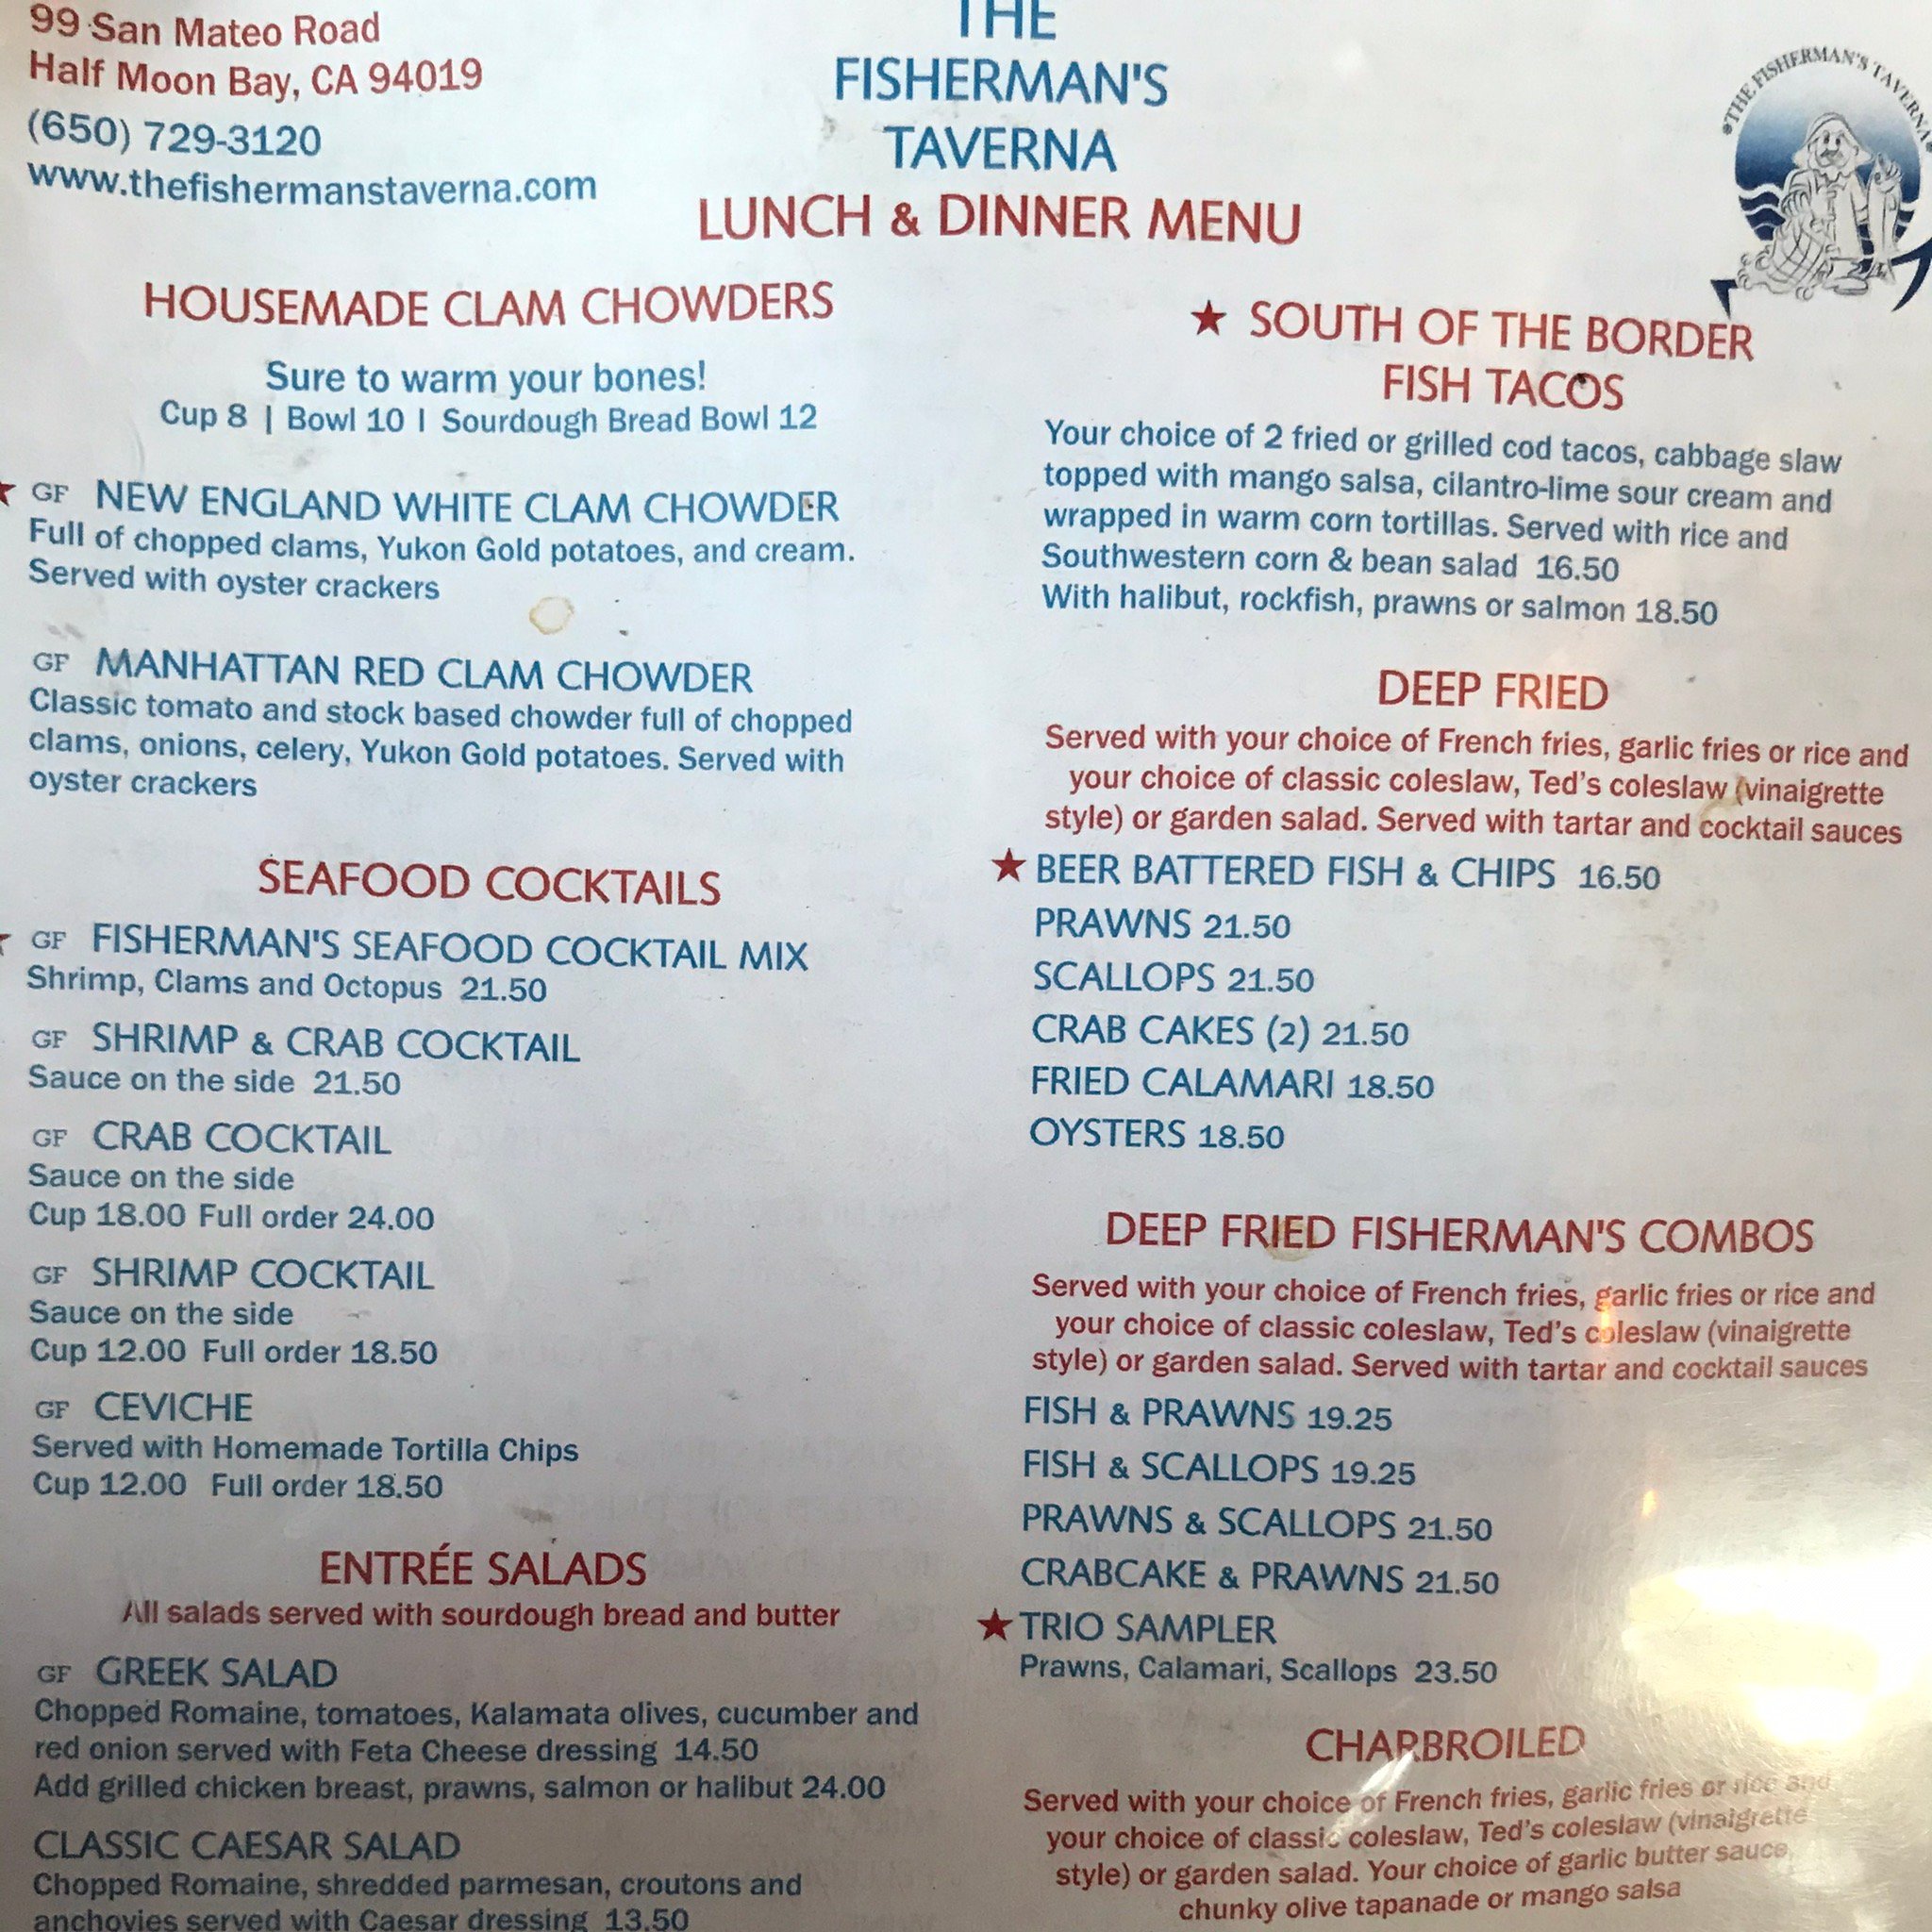 99 San Mateo Road
Half Moon Bay, CA 94019
(650) 729-3120
www.thefishermanstaverna.com
THE
FISHERMAN'S
TAVERNA
LUNCH & DINNER MENU
THE FISHERMAN'S TAVERNA
HOUSEMADE CLAM CHOWDERS
Sure to warm your bones!
Cup 8 | Bowl 10 I Sourdough Bread Bowl 12
★ GF NEW ENGLAND WHITE CLAM CHOWDER
Full of chopped clams, Yukon Gold potatoes, and cream.
Served with oyster crackers
GF MANHATTAN RED CLAM CHOWDER
Classic tomato and stock based chowder full of chopped
clams, onions, celery, Yukon Gold potatoes. Served with
oyster crackers
SEAFOOD COCKTAILS
★ GF FISHERMAN'S SEAFOOD COCKTAIL MIX
Shrimp, Clams and Octopus 21.50
GF SHRIMP & CRAB COCKTAIL
Sauce on the side 21.50
GF CRAB COCKTAIL
Sauce on the side
Cup 18.00 Full order 24.00
GF SHRIMP COCKTAIL
Sauce on the side
Cup 12.00 Full order 18.50
GF CEVICHE
Served with Homemade Tortilla Chips
Cup 12.00 Full order 18.50
ENTRÉE SALADS
All salads served with sourdough bread and butter
GF GREEK SALAD
Chopped Romaine, tomatoes, Kalamata olives, cucumber and
red onion served with Feta Cheese dressing 14.50
Add grilled chicken breast, prawns, salmon or halibut 24.00
CLASSIC CAESAR SALAD
Chopped Romaine, shredded parmesan, croutons and
anchovies served with Caesar dressing 13.50
★ SOUTH OF THE BORDER
FISH TACOS
Your choice of 2 fried or grilled cod tacos, cabbage slaw
topped with mango salsa, cilantro-lime sour cream and
wrapped in warm corn tortillas. Served with rice and
Southwestern corn & bean salad 16.50
With halibut, rockfish, prawns or salmon 18.50
DEEP FRIED
Served with your choice of French fries, garlic fries or rice and
your choice of classic coleslaw, Ted's coleslaw (vinaigrette
style) or garden salad. Served with tartar and cocktail sauces
★ BEER BATTERED FISH & CHIPS 16.50
PRAWNS 21.50
SCALLOPS 21.50
CRAB CAKES (2) 21.50
FRIED CALAMARI 18.50
OYSTERS 18.50
DEEP FRIED FISHERMAN'S COMBOS
Served with your choice of French fries, garlic fries or rice and
your choice of classic coleslaw, Ted's coleslaw (vinaigrette
style) or garden salad. Served with tartar and cocktail sauces
FISH & PRAWNS 19.25
FISH & SCALLOPS 19.25
PRAWNS & SCALLOPS 21.50
CRABCAKE & PRAWNS 21.50
★ TRIO SAMPLER
Prawns, Calamari, Scallops 23.50
CHARBROILED
Served with your choice of French fries, garlic fries or rice and
your choice of classic coleslaw, Ted's coleslaw (vinaigrette
style) or garden salad. Your choice of garlic butter sauce,
chunky olive tapanade or mango salsa